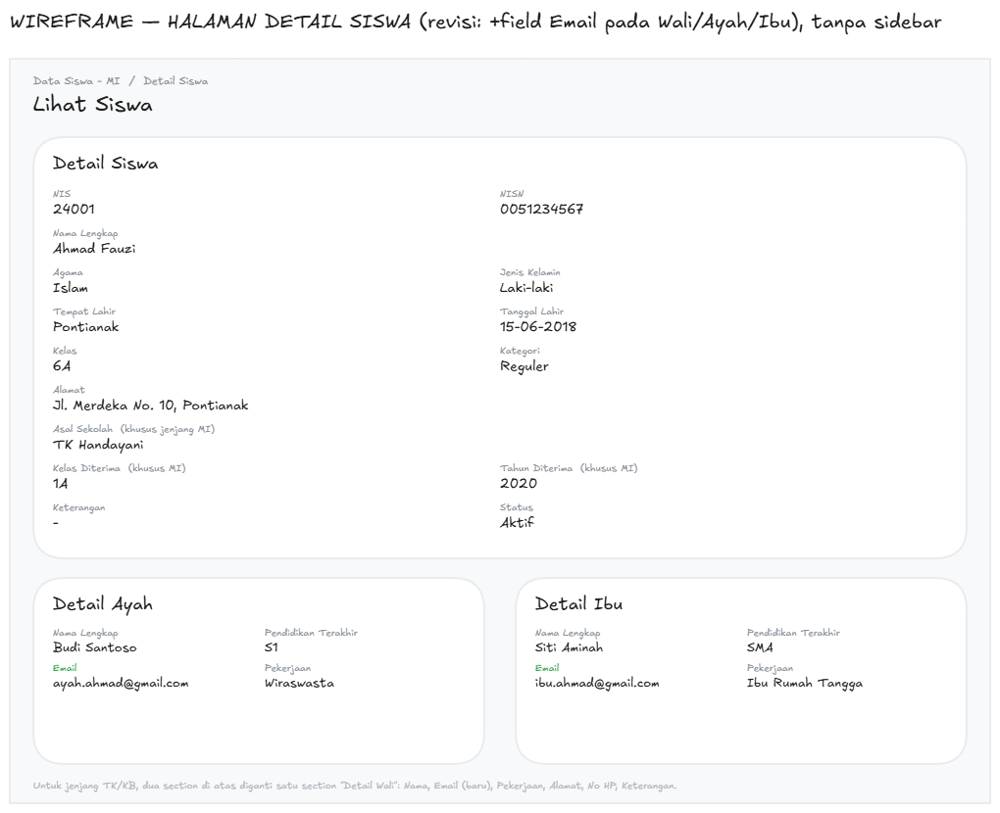 WIREFRAME — HALAMAN DETAIL SISWA (revisi: +field Email pada Wali/Ayah/Ibu), tanpa sidebar
Data Siswa - MI / Detail Siswa
Lihat Siswa
Detail Siswa
NIS
24001
NISN
0051234567
Nama Lengkap
Ahmad Fauzi
Agama
Islam
Jenis Kelamin
Laki-laki
Tempat Lahir
Pontianak
Tanggal Lahir
15-06-2018
Kelas
6A
Kategori
Reguler
Alamat
Jl. Merdeka No. 10, Pontianak
Asal Sekolah (khusus jenjang MI)
TK Handayani
Kelas Diterima (khusus MI)
1A
Tahun Diterima (khusus MI)
2020
Keterangan
-
Status
Aktif
Detail Ayah
Nama Lengkap
Budi Santoso
Pendidikan Terakhir
S1
Email
ayah.ahmad@gmail.com
Pekerjaan
Wiraswasta
Detail Ibu
Nama Lengkap
Siti Aminah
Pendidikan Terakhir
SMA
Email
ibu.ahmad@gmail.com
Pekerjaan
Ibu Rumah Tangga
Untuk jenjang TK/KB, dua section di atas diganti satu section "Detail Wali": Nama, Email (baru), Pekerjaan, Alamat, No HP, Keterangan.